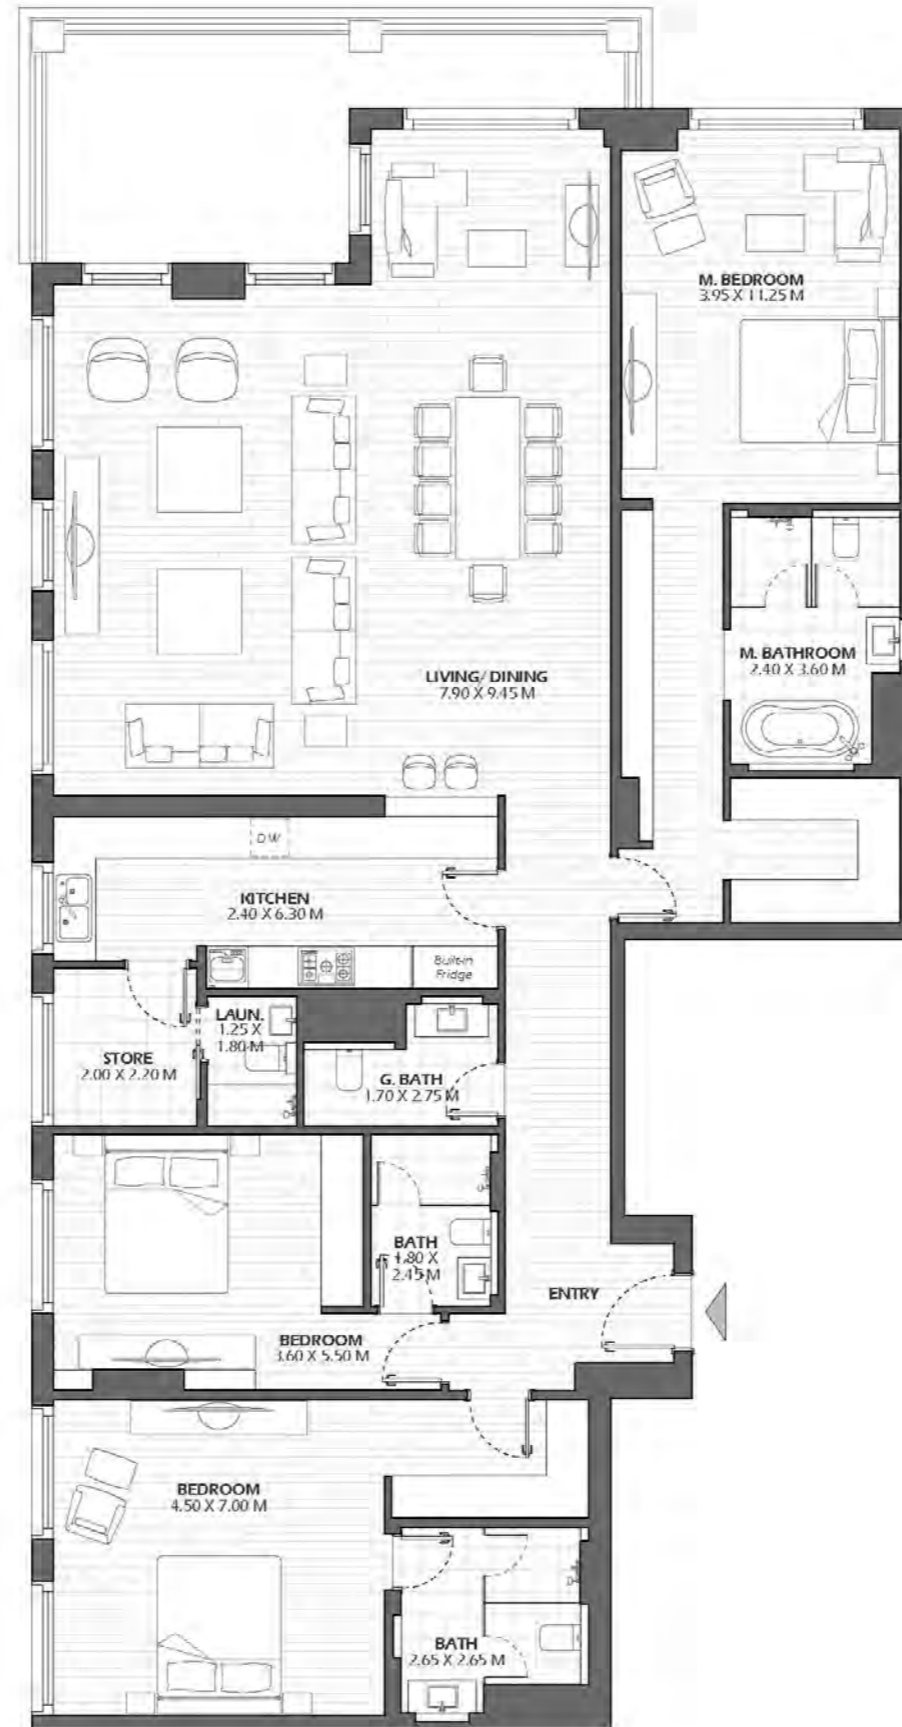 M. BEDROOM
3.95 X 11.25 M
M. BATHROOM
2.40 X 3.60 M
LIVING/ DINING
7.90 X 9.45 M
DW
KITCHEN
2.40 X 6.30 M
Built-in
Fridge
LAUN.
1.25 X
1.80 M
STORE
2.00 X 2.20 M
G. BATH
1.70 X 2.75 M
BATH
1.80 X
2.45 M
ENTRY
BEDROOM
3.60 X 5.50 M
BEDROOM
4.50 X 7.00 M
BATH
2.65 X 2.65 M